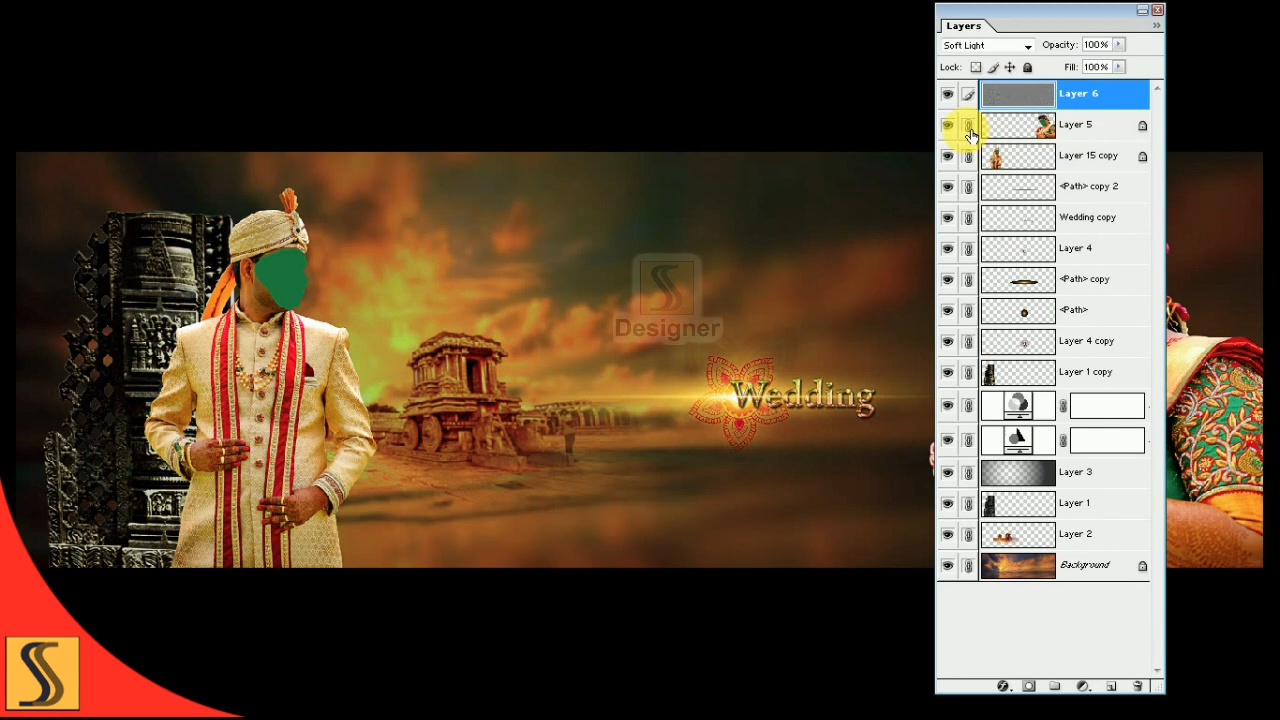 Layers
Soft Light
Opacity: 100%
Lock:
Fill: 100%
Layer 6
Layer 5
Layer 15 copy
<Path> copy 2
Wedding copy
Layer 4
<Path> copy
<Path>
Layer 4 copy
Layer 1 copy
Layer 3
Layer 1
Layer 2
Background
S
Designer
Wedding
S